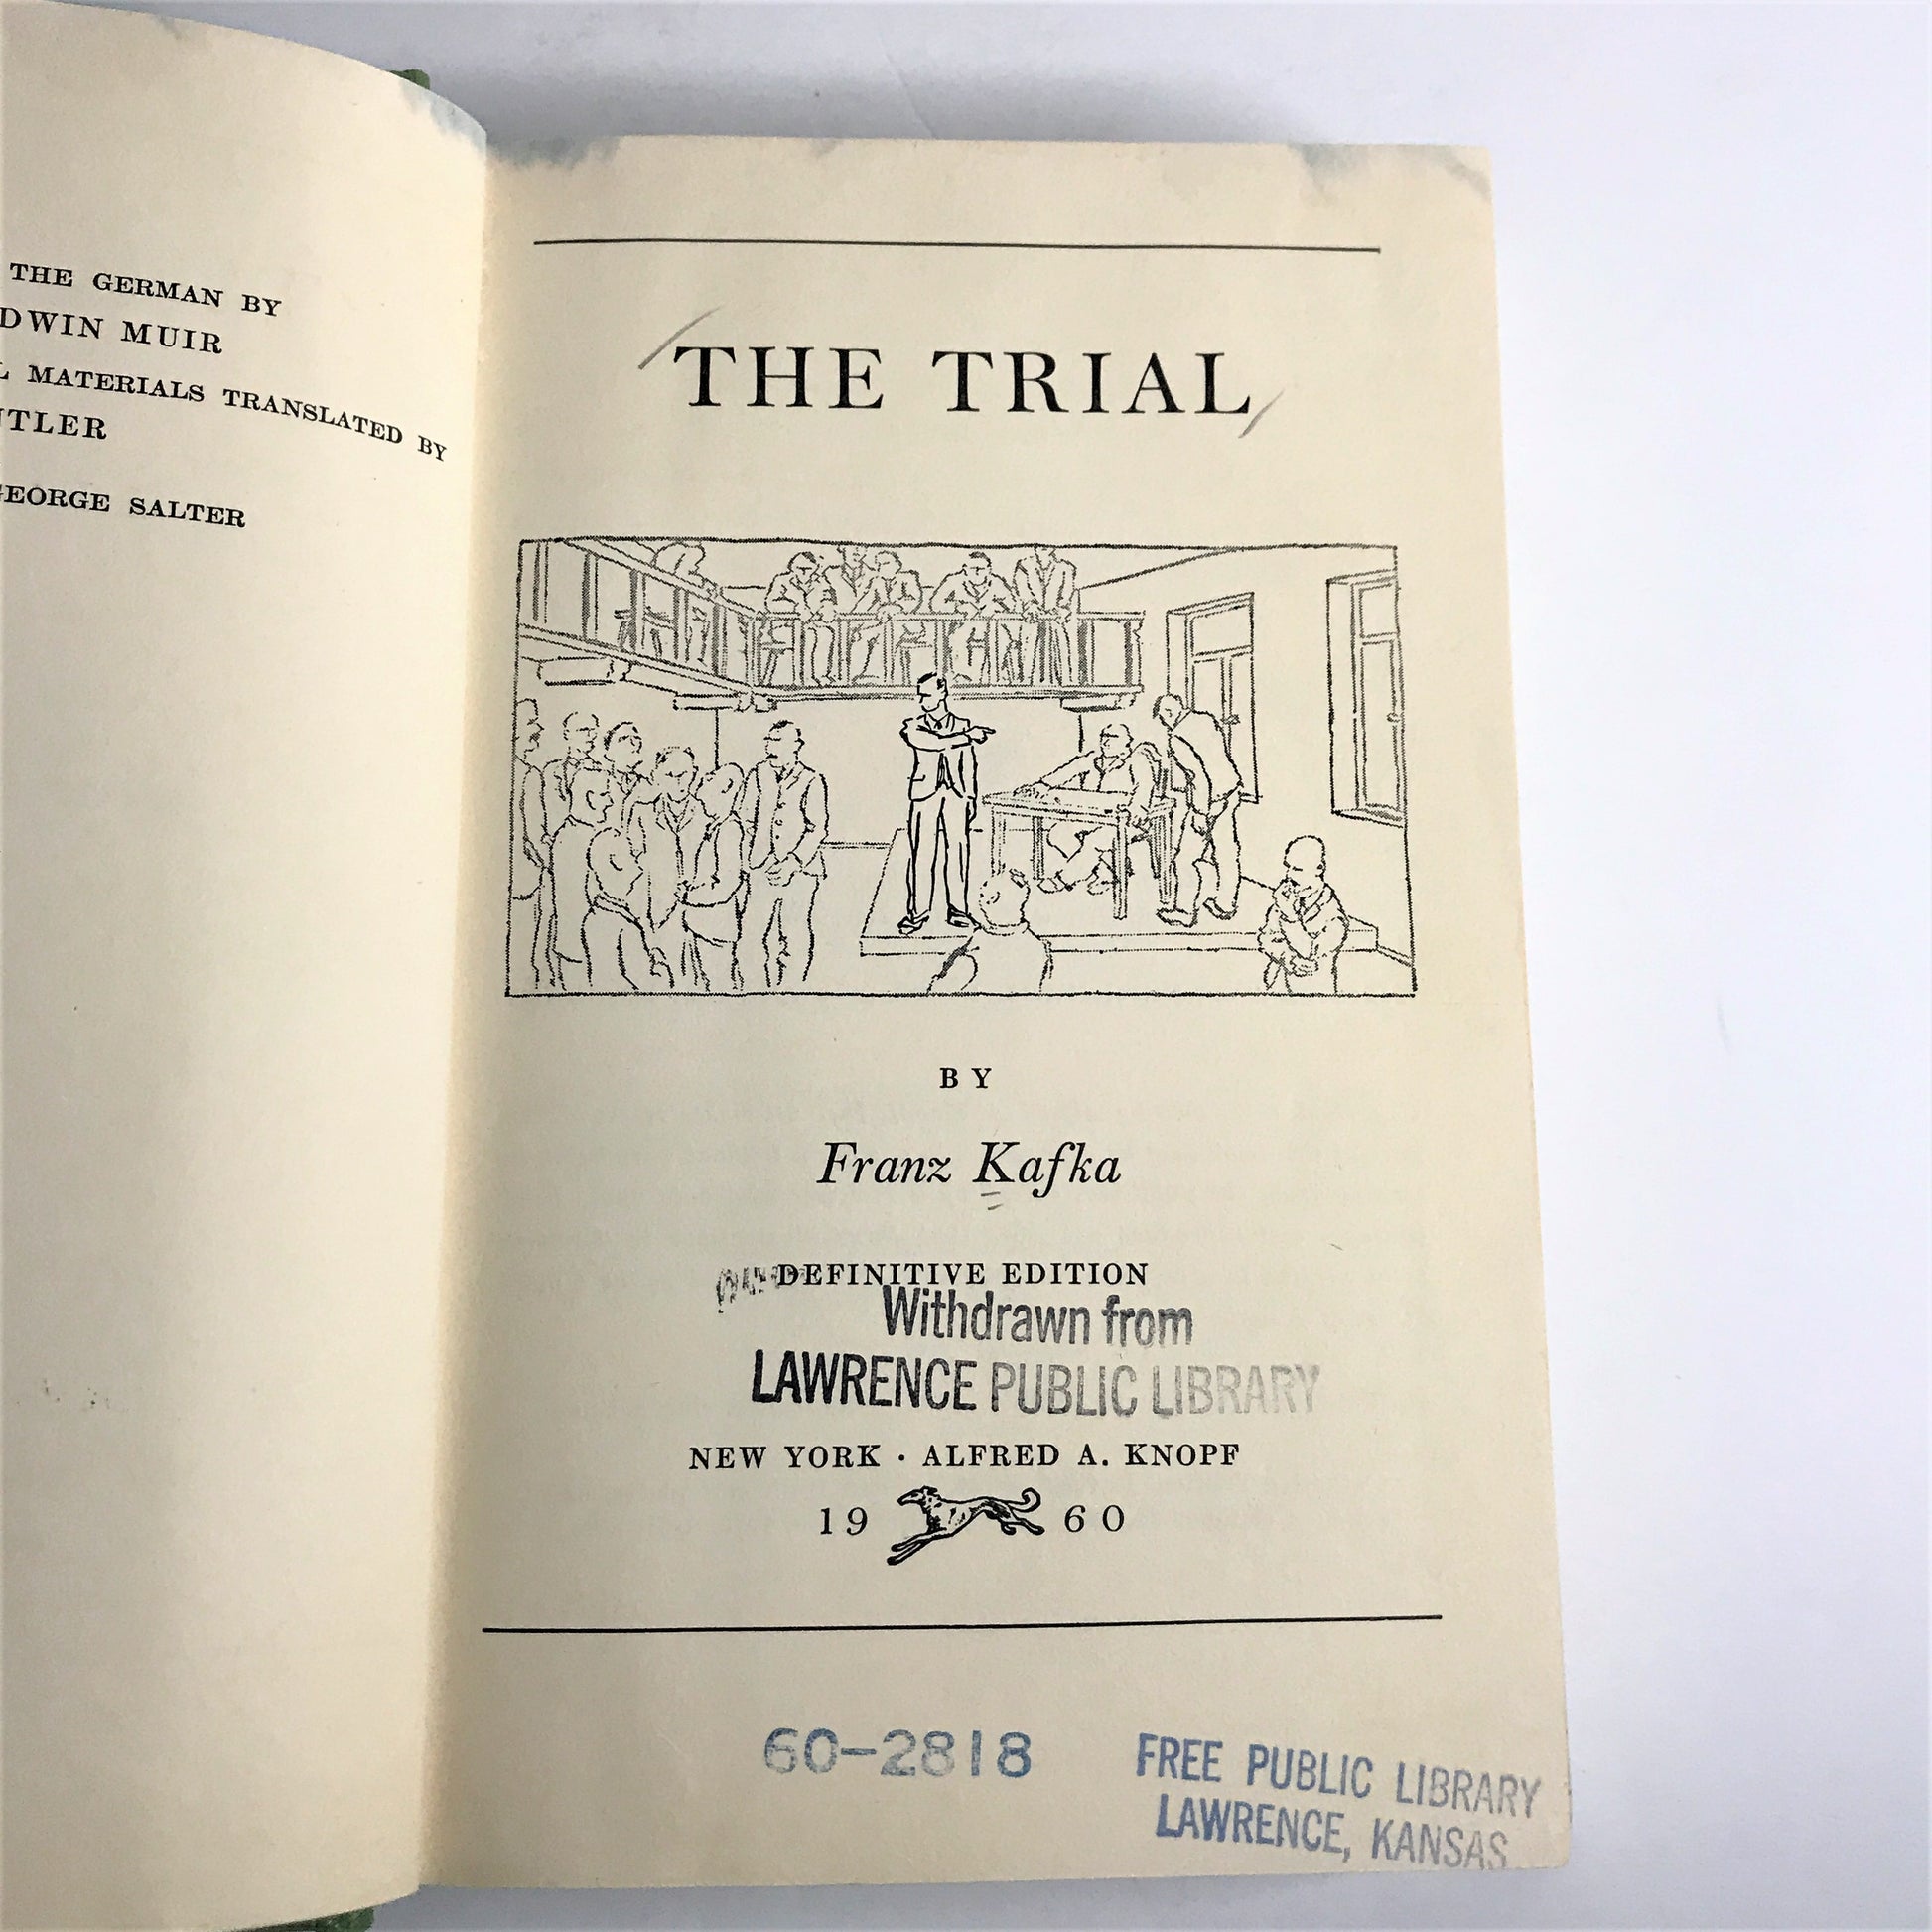 THE GERMAN BY
DWIN MUIR
MATERIALS TRANSLATED BY
TLER
GEORGE SALTER
THE TRIAL
BY
Franz Kafka
DEFINITIVE EDITION
Withdrawn from
LAWRENCE PUBLIC LIBRARY
NEW YORK · ALFRED A. KNOPF
19 60
60-2818
FREE PUBLIC LIBRARY
LAWRENCE, KANSAS